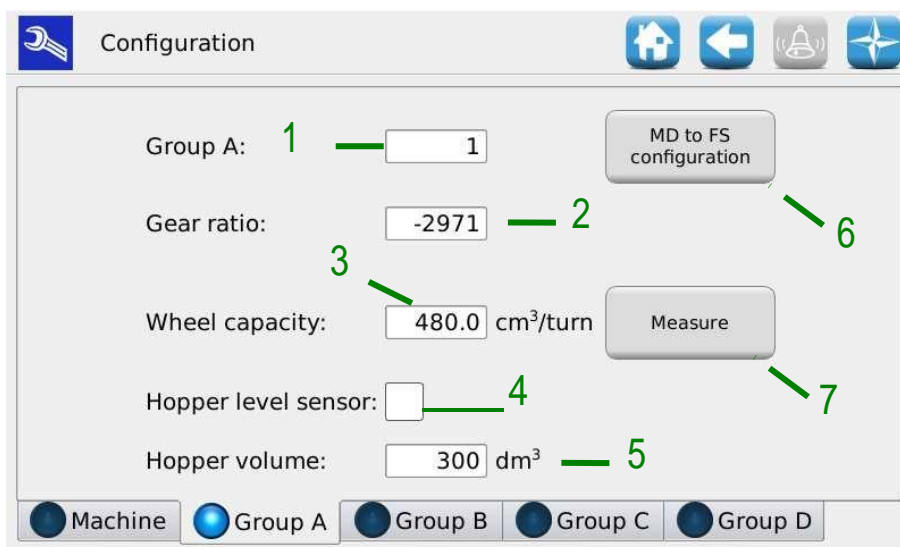 Configuration
Group A: 1 1
MD to FS
configuration
6
Gear ratio: -2971 2
3
Wheel capacity: 480.0 cm³/turn
Measure
7
Hopper level sensor: 4
Hopper volume: 300 dm³ 5
Machine Group A Group B Group C Group D